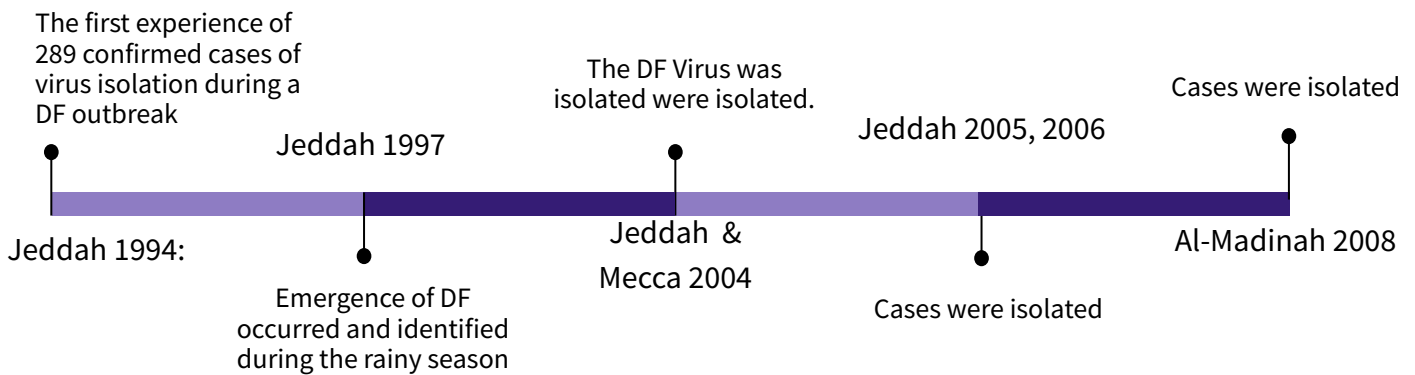 The first experience of
289 confirmed cases of
virus isolation during a
DF outbreak
Jeddah 1994:
Jeddah 1997
Emergence of DF
occurred and identified
during the rainy season
The DF Virus was
isolated were isolated.
Jeddah &
Mecca 2004
Jeddah 2005, 2006
Cases were isolated
Cases were isolated
Al-Madinah 2008